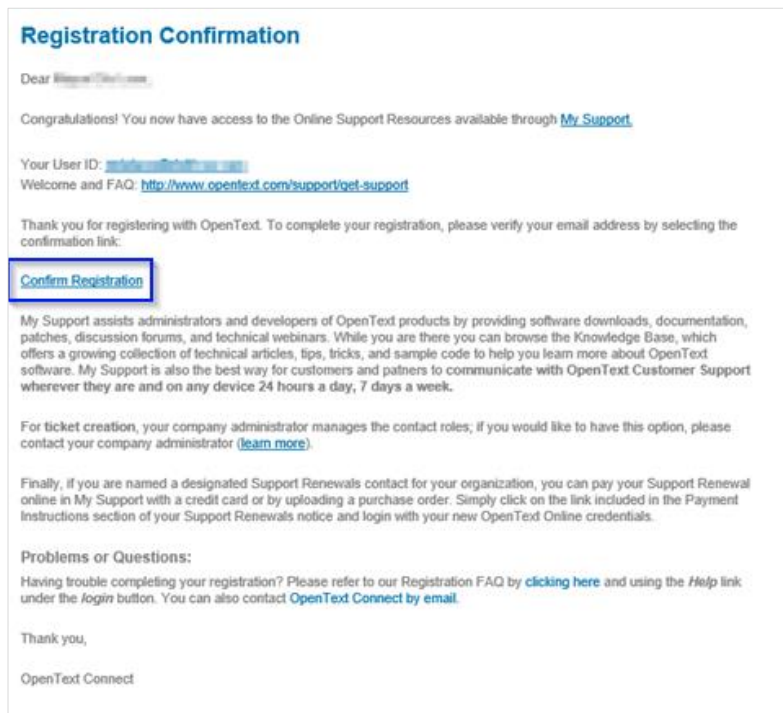 Registration Confirmation
Dear
Congratulations! You now have access to the Online Support Resources available through My Support.
Your User ID:
Welcome and FAQ: http://www.opentext.com/support/get-support
Thank you for registering with OpenText. To complete your registration, please verify your email address by selecting the
confirmation link:
Confirm Registration
My Support assists administrators and developers of OpenText products by providing software downloads, documentation,
patches, discussion forums, and technical webinars. While you are there you can browse the Knowledge Base, which
offers a growing collection of technical articles, tips, tricks, and sample code to help you learn more about OpenText
software. My Support is also the best way for customers and patners to communicate with OpenText Customer Support
wherever they are and on any device 24 hours a day, 7 days a week.
For ticket creation, your company administrator manages the contact roles; if you would like to have this option, please
contact your company administrator (learn more).
Finally, if you are named a designated Support Renewals contact for your organization, you can pay your Support Renewal
online in My Support with a credit card or by uploading a purchase order. Simply click on the link included in the Payment
Instructions section of your Support Renewals notice and login with your new OpenText Online credentials.
Problems or Questions:
Having trouble completing your registration? Please refer to our Registration FAQ by clicking here and using the Help link
under the login button. You can also contact OpenText Connect by email.
Thank you,
OpenText Connect